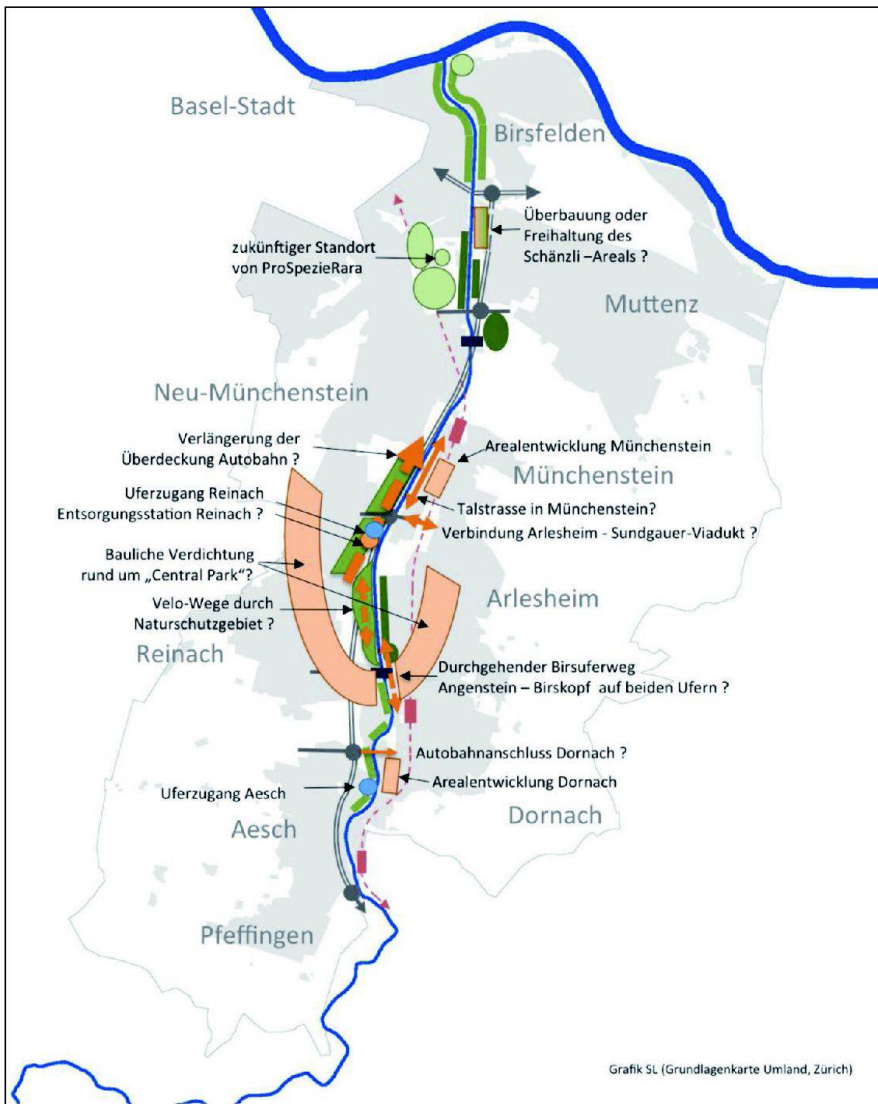 Basel-Stadt
Birsfelden
Überbauung oder
Freihaltung des
Schänzli –Areals ?
zukünftiger Standort
von ProSpezieRara
Muttenz
Neu-Münchenstein
Verlängerung der
Überdeckung Autobahn ?
Arealentwicklung Münchenstein
Münchenstein
Uferzugang Reinach
Entsorgungsstation Reinach ?
Talstrasse in Münchenstein?
Verbindung Arlesheim - Sundgauer-Viadukt ?
Bauliche Verdichtung
rund um „Central Park“?
Arlesheim
Velo-Wege durch
Naturschutzgebiet ?
Reinach
Durchgehender Birsuferweg
Angenstein – Birskopf auf beiden Ufern ?
Autobahnanschluss Dornach ?
Uferzugang Aesch
Arealentwicklung Dornach
Aesch
Dornach
Pfeffingen
Grafik SL (Grundlagenkarte Umland, Zürich)